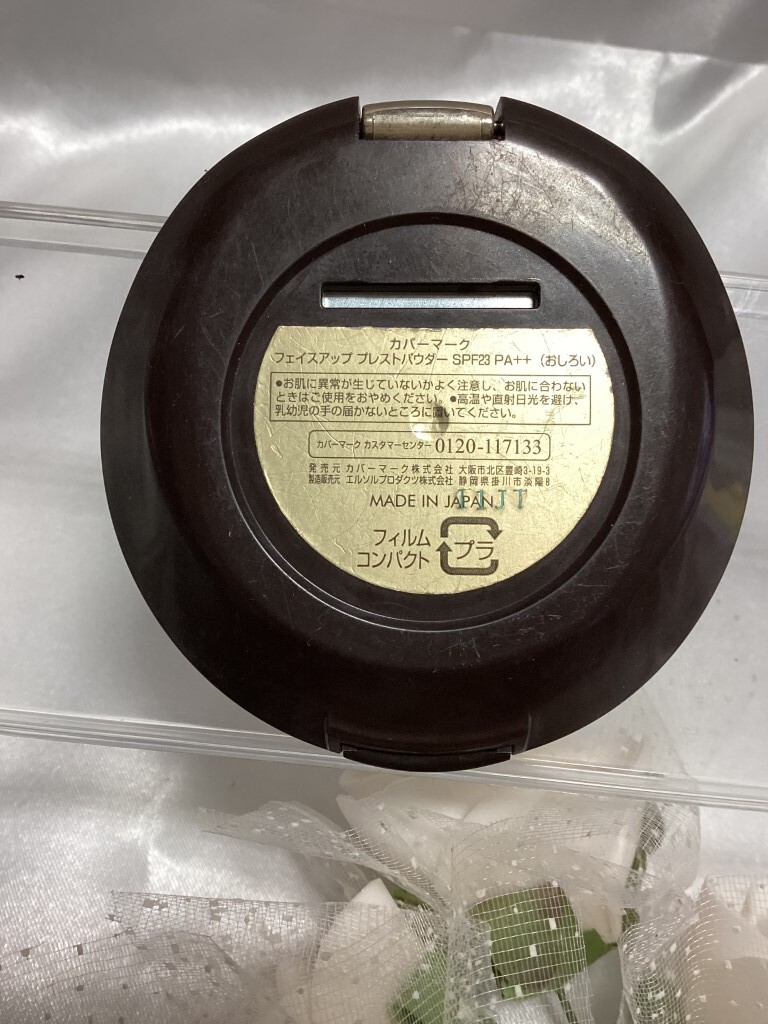 カバーマーク
フェイスアップ プレストパウダー SPF23 PA++ (おしろい)
●お肌に異常が生じていないかよく注意し、お肌に合わない
ときはご使用をおやめください。●高温や直射日光を避け、
乳幼児の手の届かないところに置いてください。
カバーマーク カスタマーセンター 0120-117133
発売元 カバーマーク株式会社 大阪市北区豊崎3-19-3
製造販売元 エルソルプロダクツ株式会社 静岡県掛川市淡陽8
MADE IN JAPAN
フィルム
コンパクト
プラ